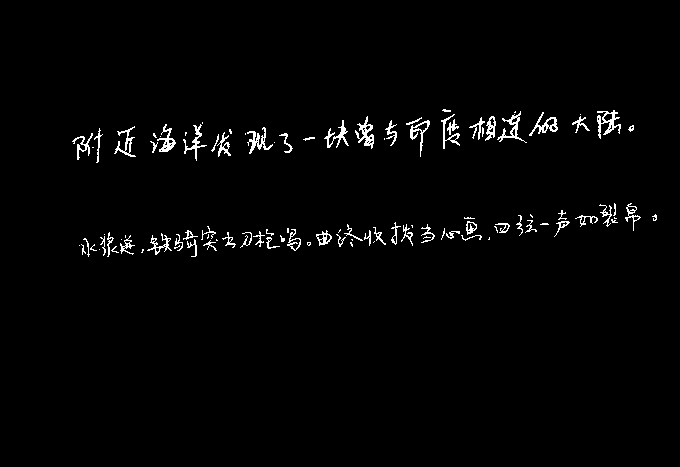 附近海洋发现了一块曾与印度相连的大陆。
水浆迸,铁骑突出刀枪鸣。曲终收拨当心画,四弦一声如裂帛。